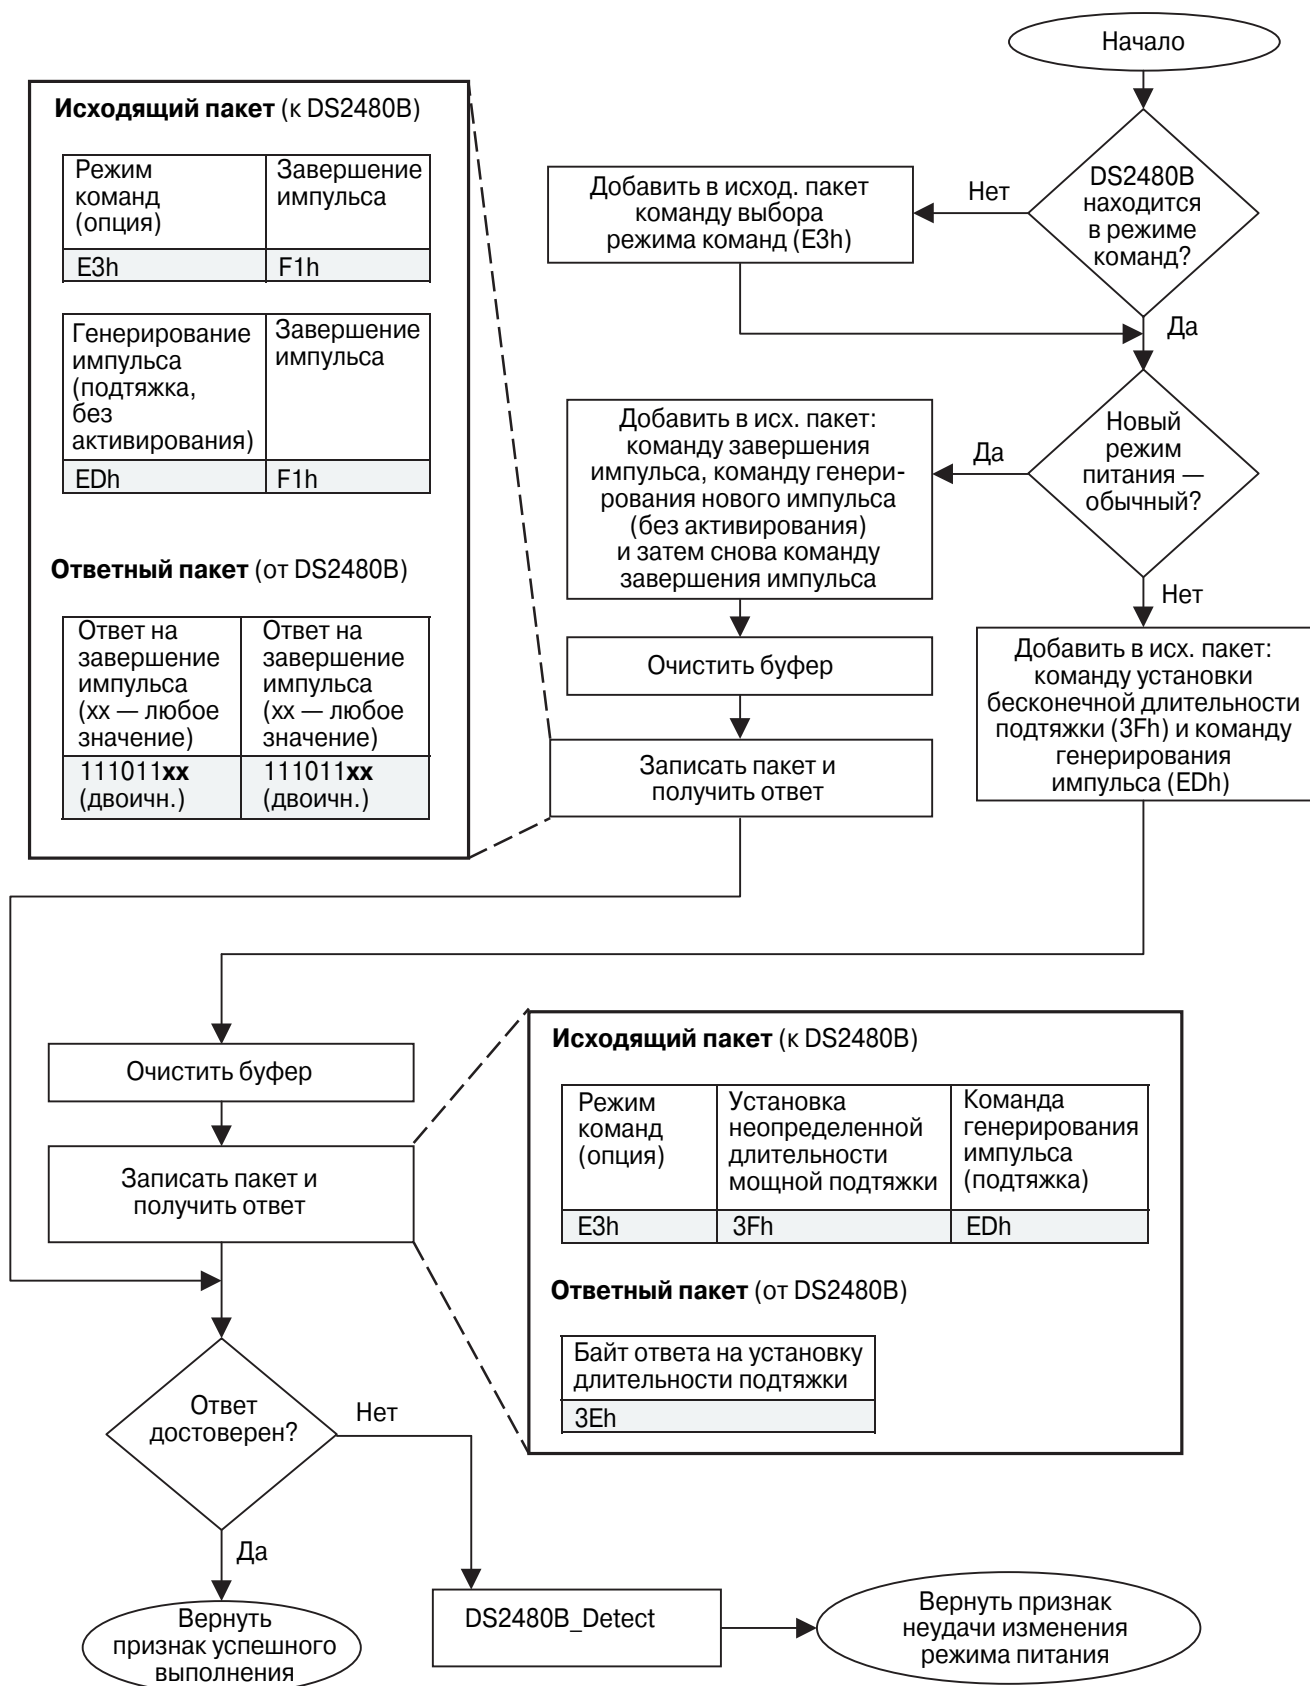 Начало
DS2480B
находится
в режиме
команд?
Нет
Да
Добавить в исход. пакет
команду выбора
режима команд (E3h)
Исходящий пакет (к DS2480B)
Режим
команд
(опция)
Завершение
импульса
E3h
F1h
Генерирование
импульса
(подтяжка,
без
активирования)
Завершение
импульса
EDh
F1h
Ответный пакет (от DS2480B)
Ответ на
завершение
импульса
(xx — любое
значение)
Ответ на
завершение
импульса
(xx — любое
значение)
111011xx
(двоичн.)
111011xx
(двоичн.)
Новый
режим
питания —
обычный?
Да
Нет
Добавить в исх. пакет:
команду завершения
импульса, команду генери-
рования нового импульса
(без активирования)
и затем снова команду
завершения импульса
Очистить буфер
Записать пакет и
получить ответ
Добавить в исх. пакет:
команду установки
бесконечной длительности
подтяжки (3Fh) и команду
генерирования
импульса (EDh)
Очистить буфер
Записать пакет и
получить ответ
Исходящий пакет (к DS2480B)
Режим
команд
(опция)
Установка
неопределенной
длительности
мощной подтяжки
Команда
генерирования
импульса
(подтяжка)
E3h
3Fh
EDh
Ответный пакет (от DS2480B)
Байт ответа на установку
длительности подтяжки
3Eh
Ответ
достоверен?
Нет
Да
Вернуть
признак успешного
выполнения
DS2480B_Detect
Вернуть признак
неудачи изменения
режима питания